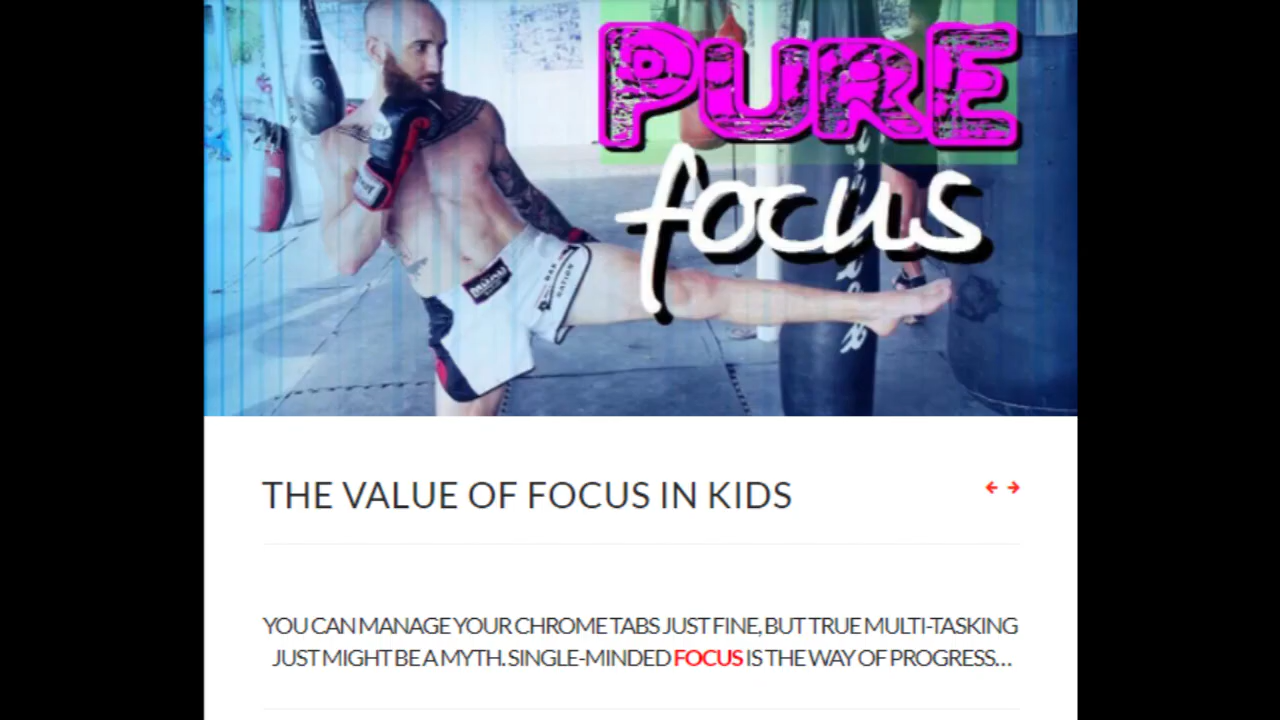 PURE
focus
THE VALUE OF FOCUS IN KIDS
YOU CAN MANAGE YOUR CHROME TABS JUST FINE, BUT TRUE MULTI-TASKING
JUST MIGHT BE A MYTH. SINGLE-MINDED FOCUS IS THE WAY OF PROGRESS…